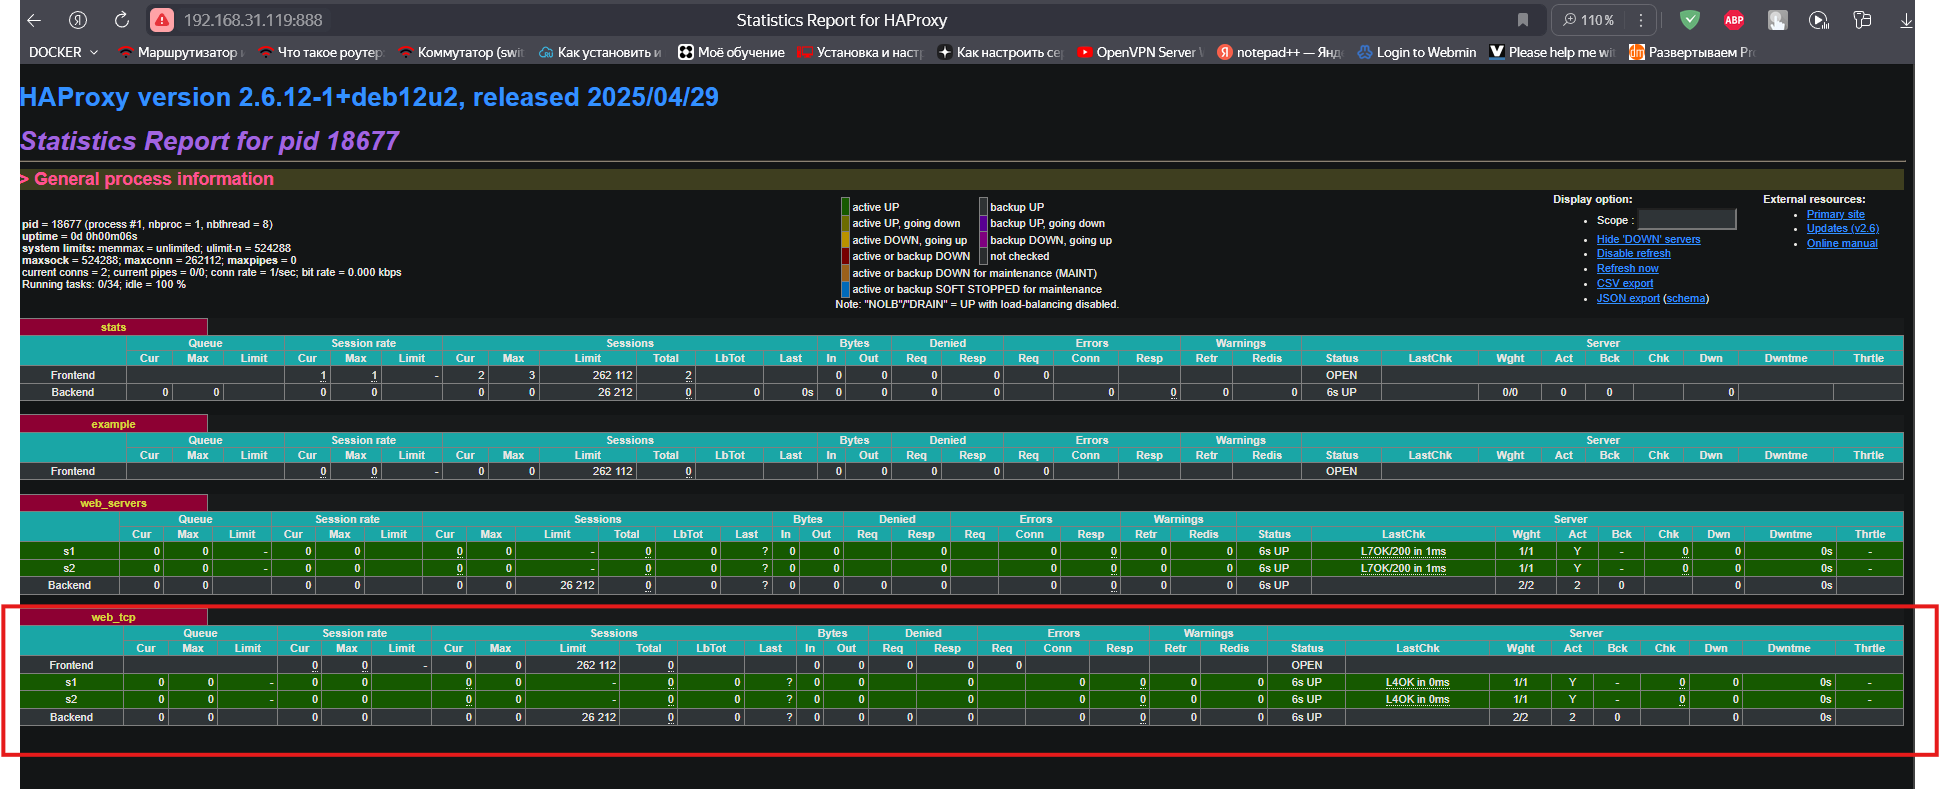 192.168.31.119:888
Statistics Report for HAProxy
110 %
ABP
DOCKER
Маршрутизатор и
Что такое роутер:
Коммутатор (swit
Как установить и
Моё обучение
Установка и настр
Как настроить сер
OpenVPN Server
notepad++ — Янд
Login to Webmin
Please help me wit
Развертываем Pr
HAProxy version 2.6.12-1+deb12u2, released 2025/04/29
Statistics Report for pid 18677
> General process information
pid = 18677 (process #1, nbproc = 1, nbthread = 8)
uptime = 0d 0h00m06s
system limits: memmax = unlimited; ulimit-n = 524288
maxsock = 524288; maxconn = 262112; maxpipes = 0
current conns = 2; current pipes = 0/0; conn rate = 1/sec; bit rate = 0.000 kbps
Running tasks: 0/34; idle = 100 %
active UP backup UP
active UP, going down backup UP, going down
active DOWN, going up backup DOWN, going up
active or backup DOWN not checked
active or backup DOWN for maintenance (MAINT)
active or backup SOFT STOPPED for maintenance
Note: "NOLB"/"DRAIN" = UP with load-balancing disabled.
Display option:
Scope :
Hide 'DOWN' servers
Disable refresh
Refresh now
CSV export
JSON export (schema)
External resources:
Primary site
Updates (v2.6)
Online manual
stats
Queue Session rate Sessions Bytes Denied Errors Warnings Server
Cur Max Limit Cur Max Limit Cur Max Limit Total LbTot Last In Out Req Resp Req Conn Resp Retr Redis Status LastChk Wght Act Bck Chk Dwn Dwntme Thrtle
Frontend 1 1 - 2 3 262 112 2 0 0 0 0 0 OPEN
Backend 0 0 0 0 0 0 26 212 0 0 0s 0 0 0 0 0 0 0 0 6s UP 0/0 0 0 0
example
Queue Session rate Sessions Bytes Denied Errors Warnings Server
Cur Max Limit Cur Max Limit Cur Max Limit Total LbTot Last In Out Req Resp Req Conn Resp Retr Redis Status LastChk Wght Act Bck Chk Dwn Dwntme Thrtle
Frontend 0 0 - 0 0 262 112 0 0 0 0 0 0 OPEN
web_servers
Queue Session rate Sessions Bytes Denied Errors Warnings Server
Cur Max Limit Cur Max Limit Cur Max Limit Total LbTot Last In Out Req Resp Req Conn Resp Retr Redis Status LastChk Wght Act Bck Chk Dwn Dwntme Thrtle
s1 0 0 - 0 0 0 0 - 0 0 ? 0 0 0 0 0 0 0 6s UP L7OK/200 in 1ms 1/1 Y - 0 0 0s -
s2 0 0 - 0 0 0 0 - 0 0 ? 0 0 0 0 0 0 0 6s UP L7OK/200 in 1ms 1/1 Y - 0 0 0s -
Backend 0 0 0 0 0 0 26 212 0 0 ? 0 0 0 0 0 0 0 0 6s UP 2/2 2 0 0 0s
web_tcp
Queue Session rate Sessions Bytes Denied Errors Warnings Server
Cur Max Limit Cur Max Limit Cur Max Limit Total LbTot Last In Out Req Resp Req Conn Resp Retr Redis Status LastChk Wght Act Bck Chk Dwn Dwntme Thrtle
Frontend 0 0 - 0 0 262 112 0 0 0 0 0 0 OPEN
s1 0 0 - 0 0 0 0 - 0 0 ? 0 0 0 0 0 0 0 6s UP L4OK in 0ms 1/1 Y - 0 0 0s -
s2 0 0 - 0 0 0 0 - 0 0 ? 0 0 0 0 0 0 0 6s UP L4OK in 0ms 1/1 Y - 0 0 0s -
Backend 0 0 0 0 0 0 26 212 0 0 ? 0 0 0 0 0 0 0 0 6s UP 2/2 2 0 0 0s